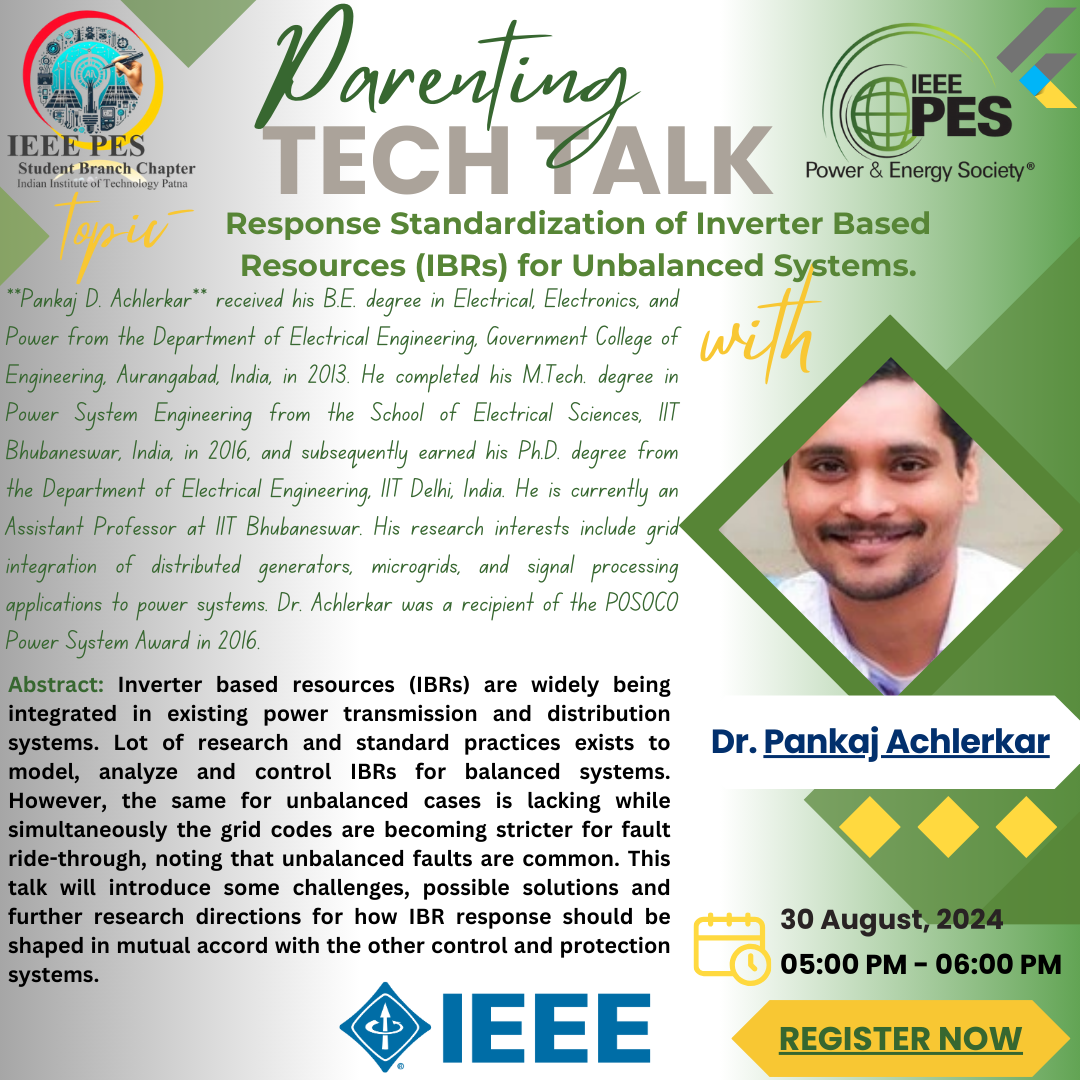 IEEE PES
Student Branch Chapter
Indian Institute of Technology Patna
Parenting
TECH TALK
IEEE
PES
Power & Energy Society®
topic
Response Standardization of Inverter Based
Resources (IBRs) for Unbalanced Systems.
**Pankaj D. Achlerkar** received his B.E. degree in Electrical, Electronics, and
Power from the Department of Electrical Engineering, Government College of
Engineering, Aurangabad, India, in 2013. He completed his M.Tech. degree in
Power System Engineering from the School of Electrical Sciences, IIT
Bhubaneswar, India, in 2016, and subsequently earned his Ph.D. degree from
the Department of Electrical Engineering, IIT Delhi, India. He is currently an
Assistant Professor at IIT Bhubaneswar. His research interests include grid
integration of distributed generators, microgrids, and signal processing
applications to power systems. Dr. Achlerkar was a recipient of the POSOCO
Power System Award in 2016.
with
Dr. Pankaj Achlerkar
Abstract: Inverter based resources (IBRs) are widely being
integrated in existing power transmission and distribution
systems. Lot of research and standard practices exists to
model, analyze and control IBRs for balanced systems.
However, the same for unbalanced cases is lacking while
simultaneously the grid codes are becoming stricter for fault
ride-through, noting that unbalanced faults are common. This
talk will introduce some challenges, possible solutions and
further research directions for how IBR response should be
shaped in mutual accord with the other control and protection
systems.
30 August, 2024
05:00 PM - 06:00 PM
IEEE
®
REGISTER NOW